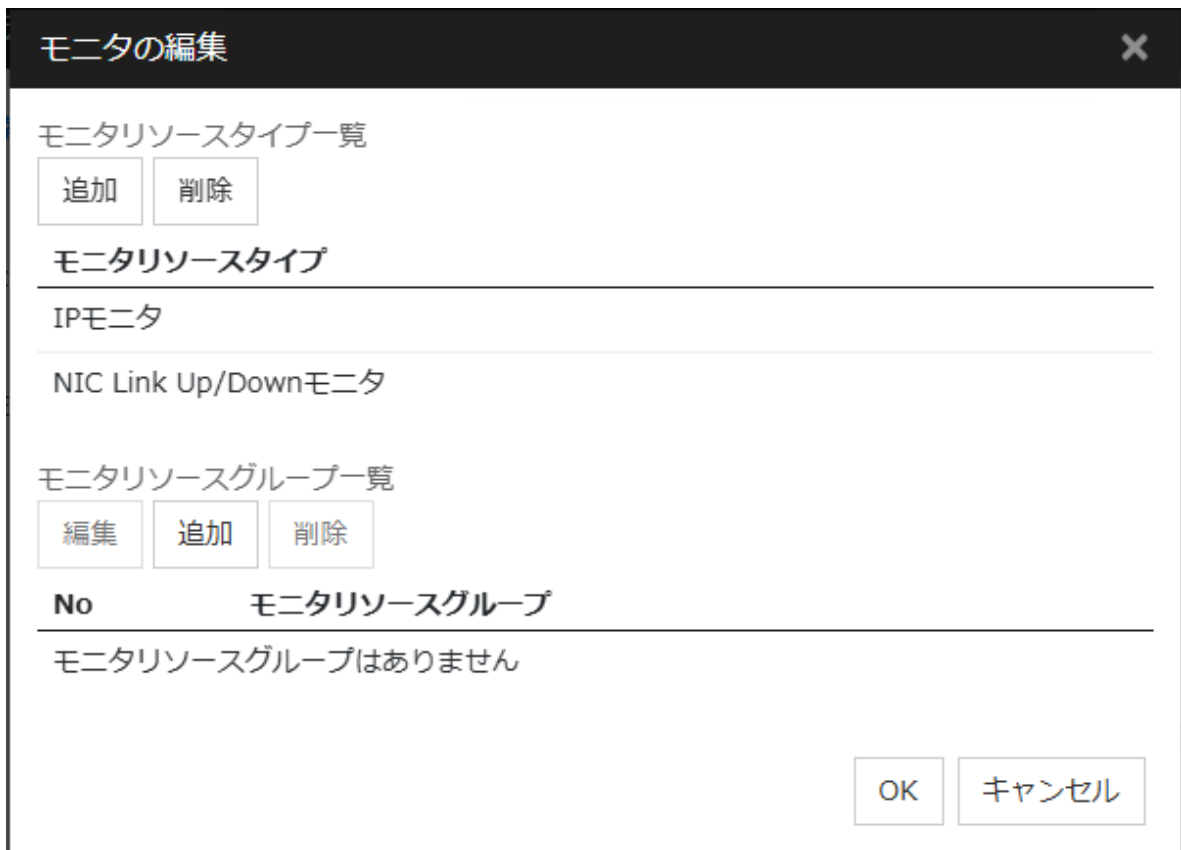 モニタの編集
モニタリソースタイプ一覧
追加 削除
モニタリソースタイプ
IPモニタ
NIC Link Up/Downモニタ
モニタリソースグループ一覧
編集 追加 削除
No モニタリソースグループ
モニタリソースグループはありません
OK キャンセル